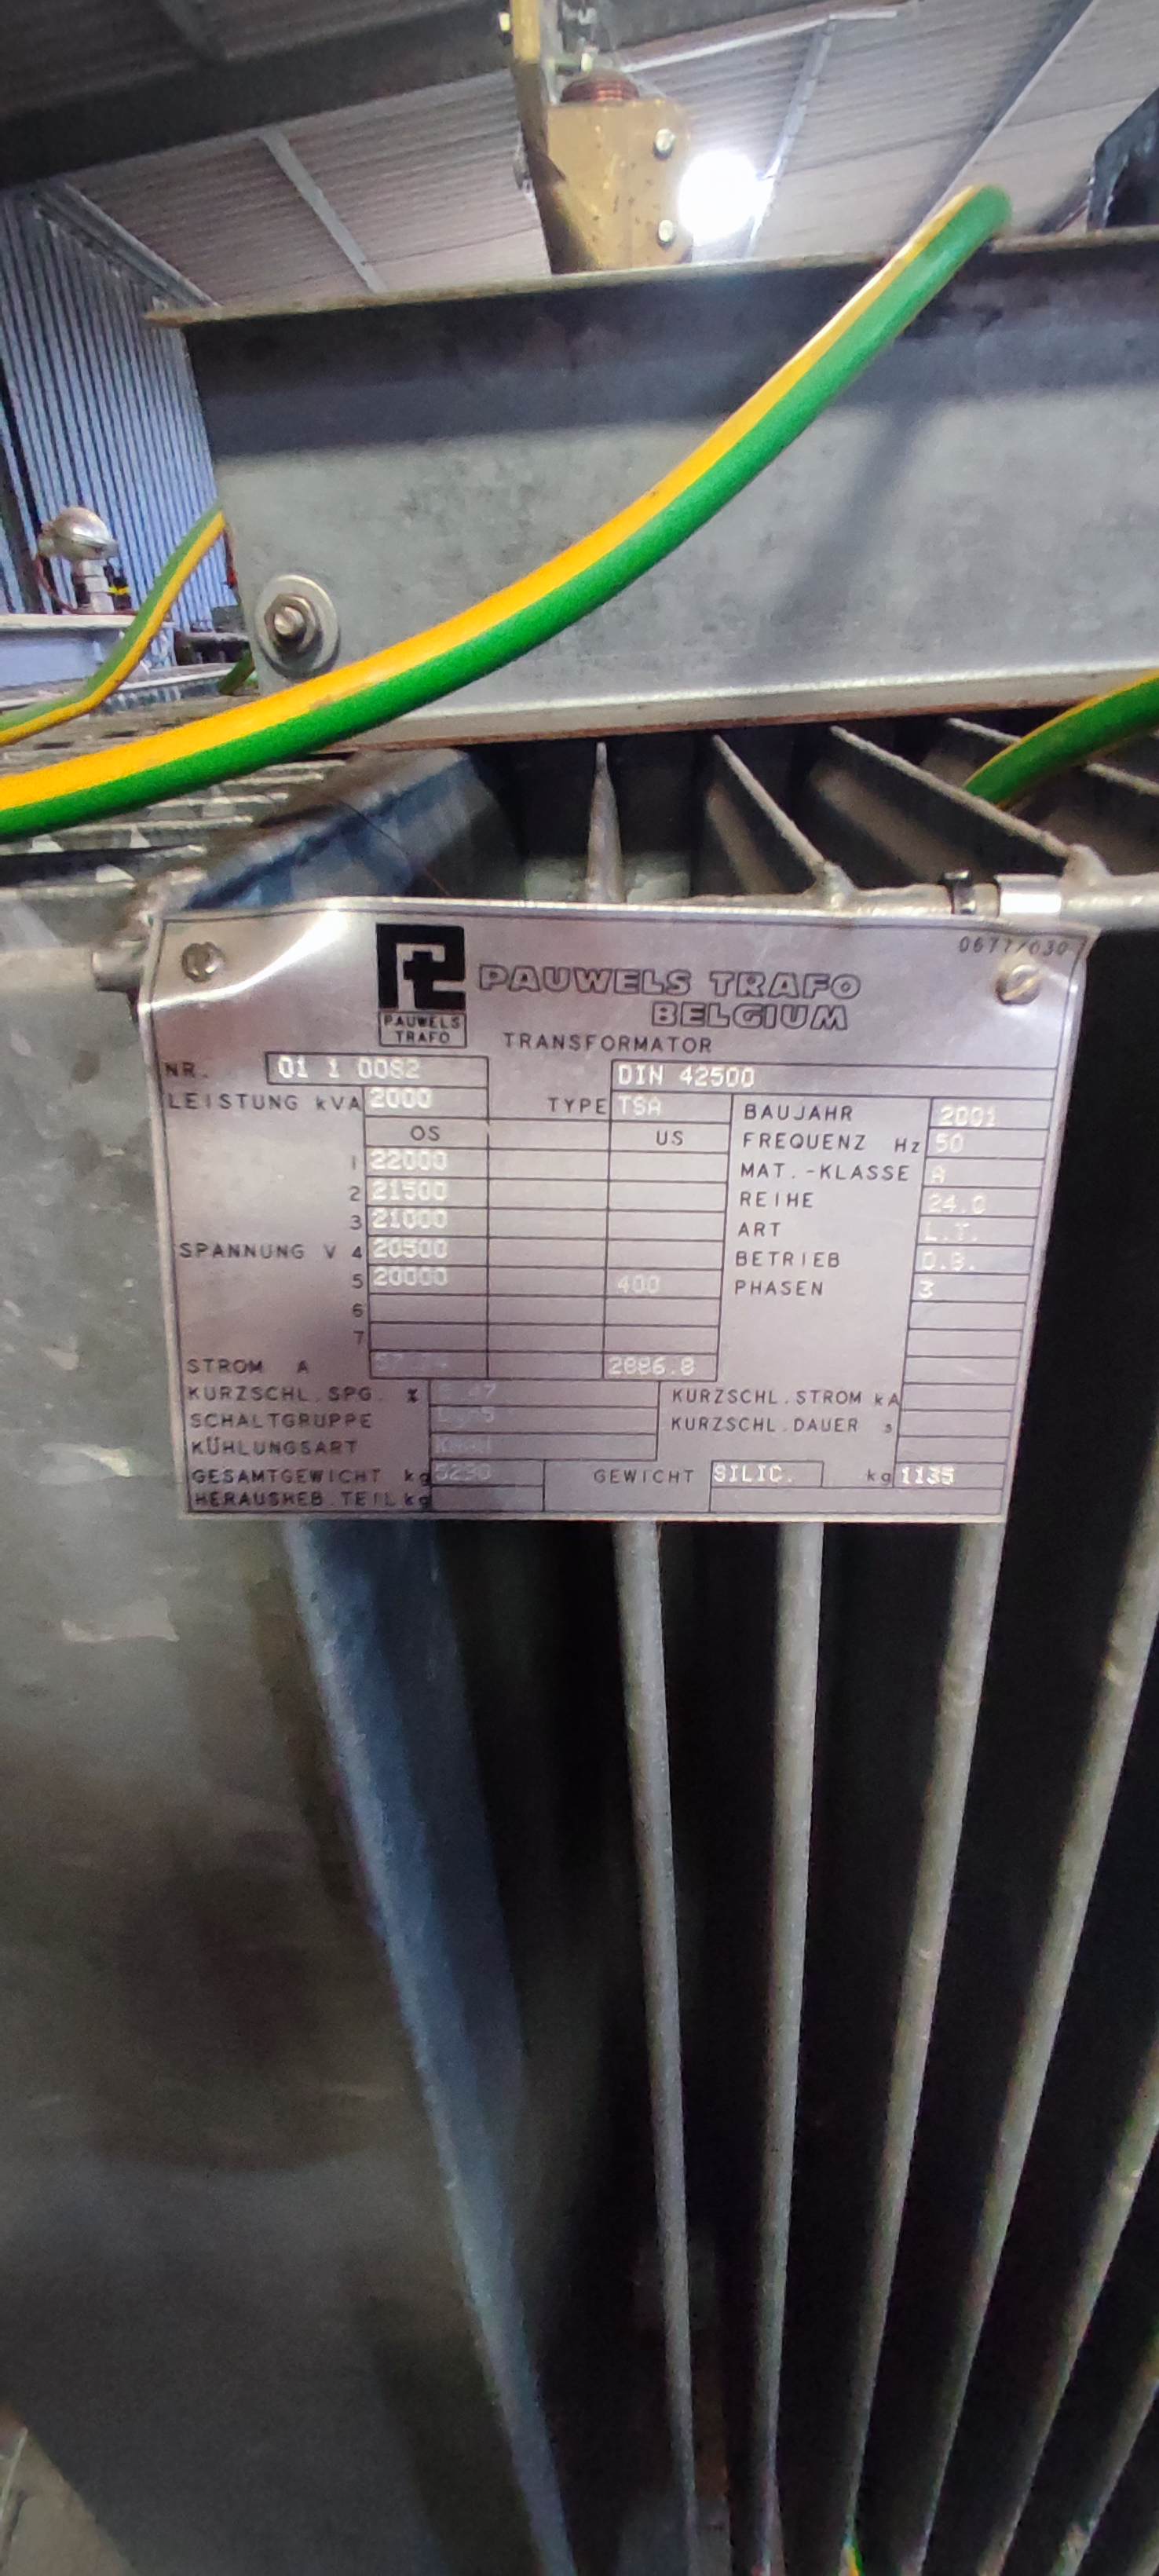 0677/030
PAUWELS TRAFO
BELGIUM
PAUWELS
TRAFO
TRANSFORMATOR
NR. 01 1 0082 DIN 42500
LEISTUNG kVA 2000 TYPE TSA BAUJAHR 2001
OS US FREQUENZ Hz 50
1 22000 MAT.-KLASSE A
2 21500 REIHE 24.0
3 21000 ART L.T.
SPANNUNG V 4 20500 BETRIEB D.B.
5 20000 400 PHASEN 3
6
7
STROM A 2886.8
KURZSCHL.SPG. % KURZSCHL.STROM kA
SCHALTGRUPPE KURZSCHL.DAUER s
KÜHLUNGSART
GESAMTGEWICHT kg GEWICHT SILIC. kg 1135
HERAUSHEB.TEIL kg